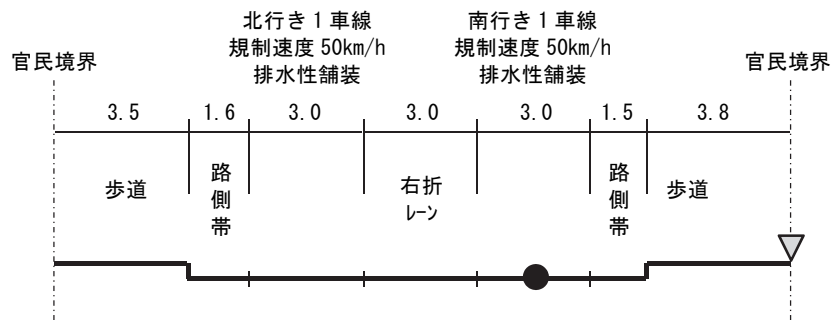 北行き1車線
規制速度 50km/h
排水性舗装
南行き1車線
規制速度 50km/h
排水性舗装
官民境界
官民境界
3.5
1.6
3.0
3.0
3.0
1.5
3.8
歩道
路側帯
右折
レーン
路側帯
歩道